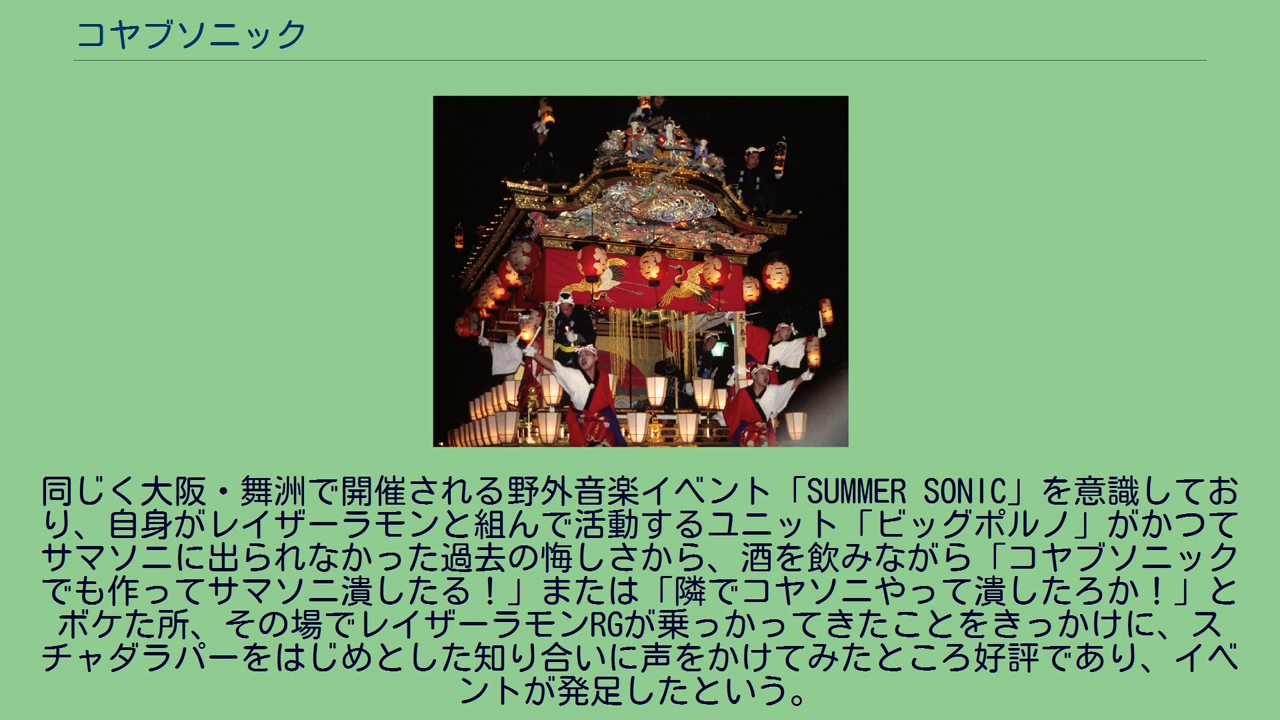 コヤブソニック
同じく大阪・舞洲で開催される野外音楽イベント「SUMMER SONIC」を意識してお
り、自身がレイザーラモンと組んで活動するユニット「ビッグポルノ」がかつて
サマソニに出られなかった過去の悔しさから、酒を飲みながら「コヤブソニック
でも作ってサマソニ潰したる！」または「隣でコヤソニやって潰したろか！」と
ボケた所、その場でレイザーラモンRGが乗っかってきたことをきっかけに、ス
チャダラパーをはじめとした知り合いに声をかけてみたところ好評であり、イベ
ントが発足したという。